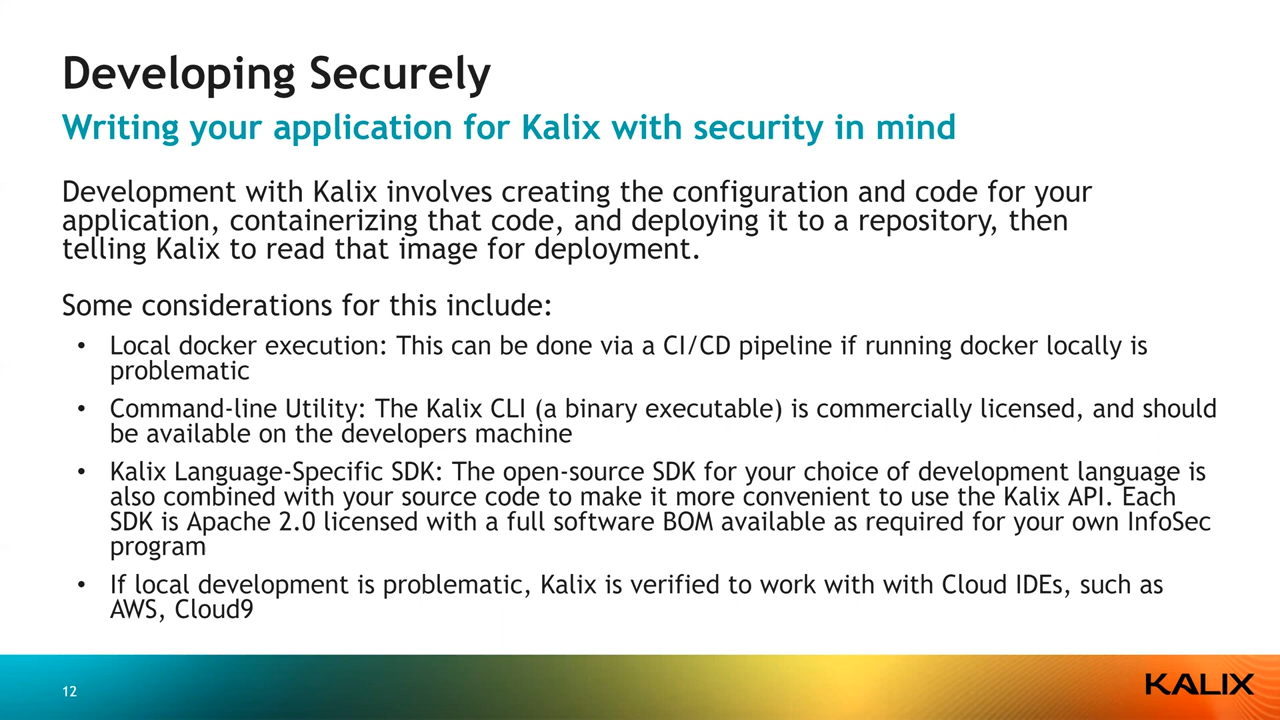 Developing Securely
Writing your application for Kalix with security in mind
Development with Kalix involves creating the configuration and code for your
application, containerizing that code, and deploying it to a repository, then
telling Kalix to read that image for deployment.
Some considerations for this include:
• Local docker execution: This can be done via a CI/CD pipeline if running docker locally is
problematic
• Command-line Utility: The Kalix CLI (a binary executable) is commercially licensed, and should
be available on the developers machine
• Kalix Language-Specific SDK: The open-source SDK for your choice of development language is
also combined with your source code to make it more convenient to use the Kalix API. Each
SDK is Apache 2.0 licensed with a full software BOM available as required for your own InfoSec
program
• If local development is problematic, Kalix is verified to work with with Cloud IDEs, such as
AWS, Cloud9
12
KALIX